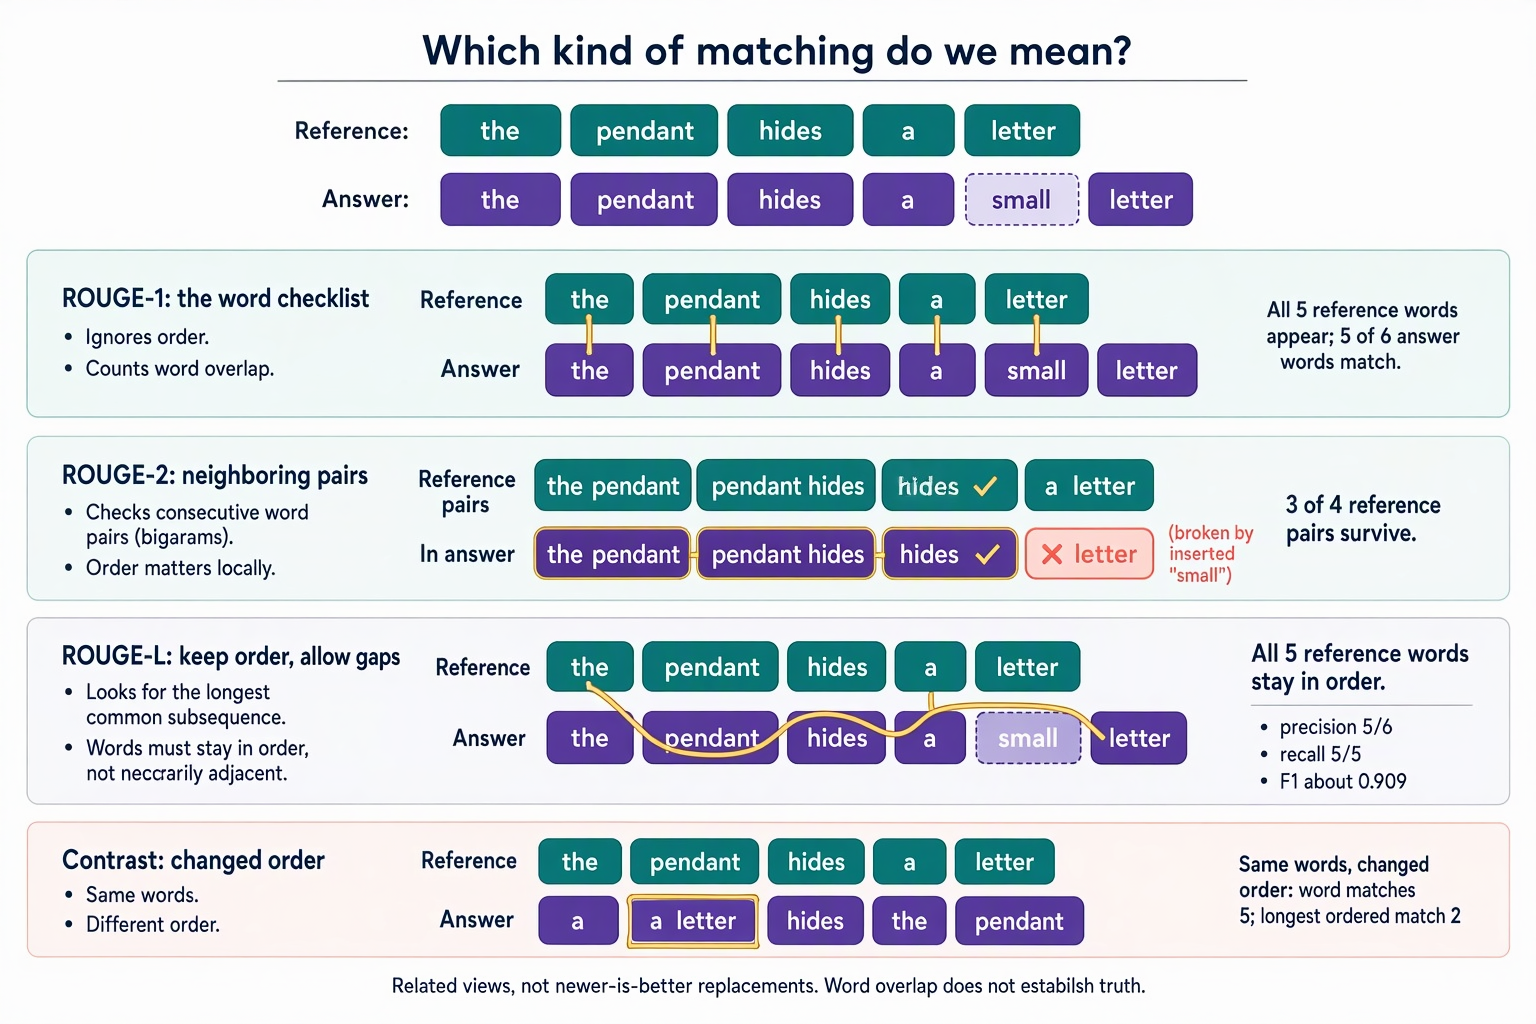 Which kind of matching do we mean?
Reference: the pendant hides a letter
Answer: the pendant hides a small letter
ROUGE-1: the word checklist
• Ignores order.
• Counts word overlap.
Reference the pendant hides a letter
Answer the pendant hides a small letter
All 5 reference words
appear; 5 of 6 answer
words match.
ROUGE-2: neighboring pairs
• Checks consecutive word
pairs (bigarams).
• Order matters locally.
Reference
pairs
the pendant pendant hides hides ✓ a letter
In answer the pendant pendant hides hides ✓ ✗ letter
(broken by
inserted
"small")
3 of 4 reference
pairs survive.
ROUGE-L: keep order, allow gaps
• Looks for the longest
common subsequence.
• Words must stay in order,
not neccrarily adjacent.
Reference the pendant hides a letter
Answer the pendant hides a small letter
All 5 reference words
stay in order.
• precision 5/6
• recall 5/5
• F1 about 0.909
Contrast: changed order
• Same words.
• Different order.
Reference the pendant hides a letter
Answer a a letter hides the pendant
Same words, changed
order: word matches
5; longest ordered match 2
Related views, not newer-is-better replacements. Word overlap does not estabilsh truth.